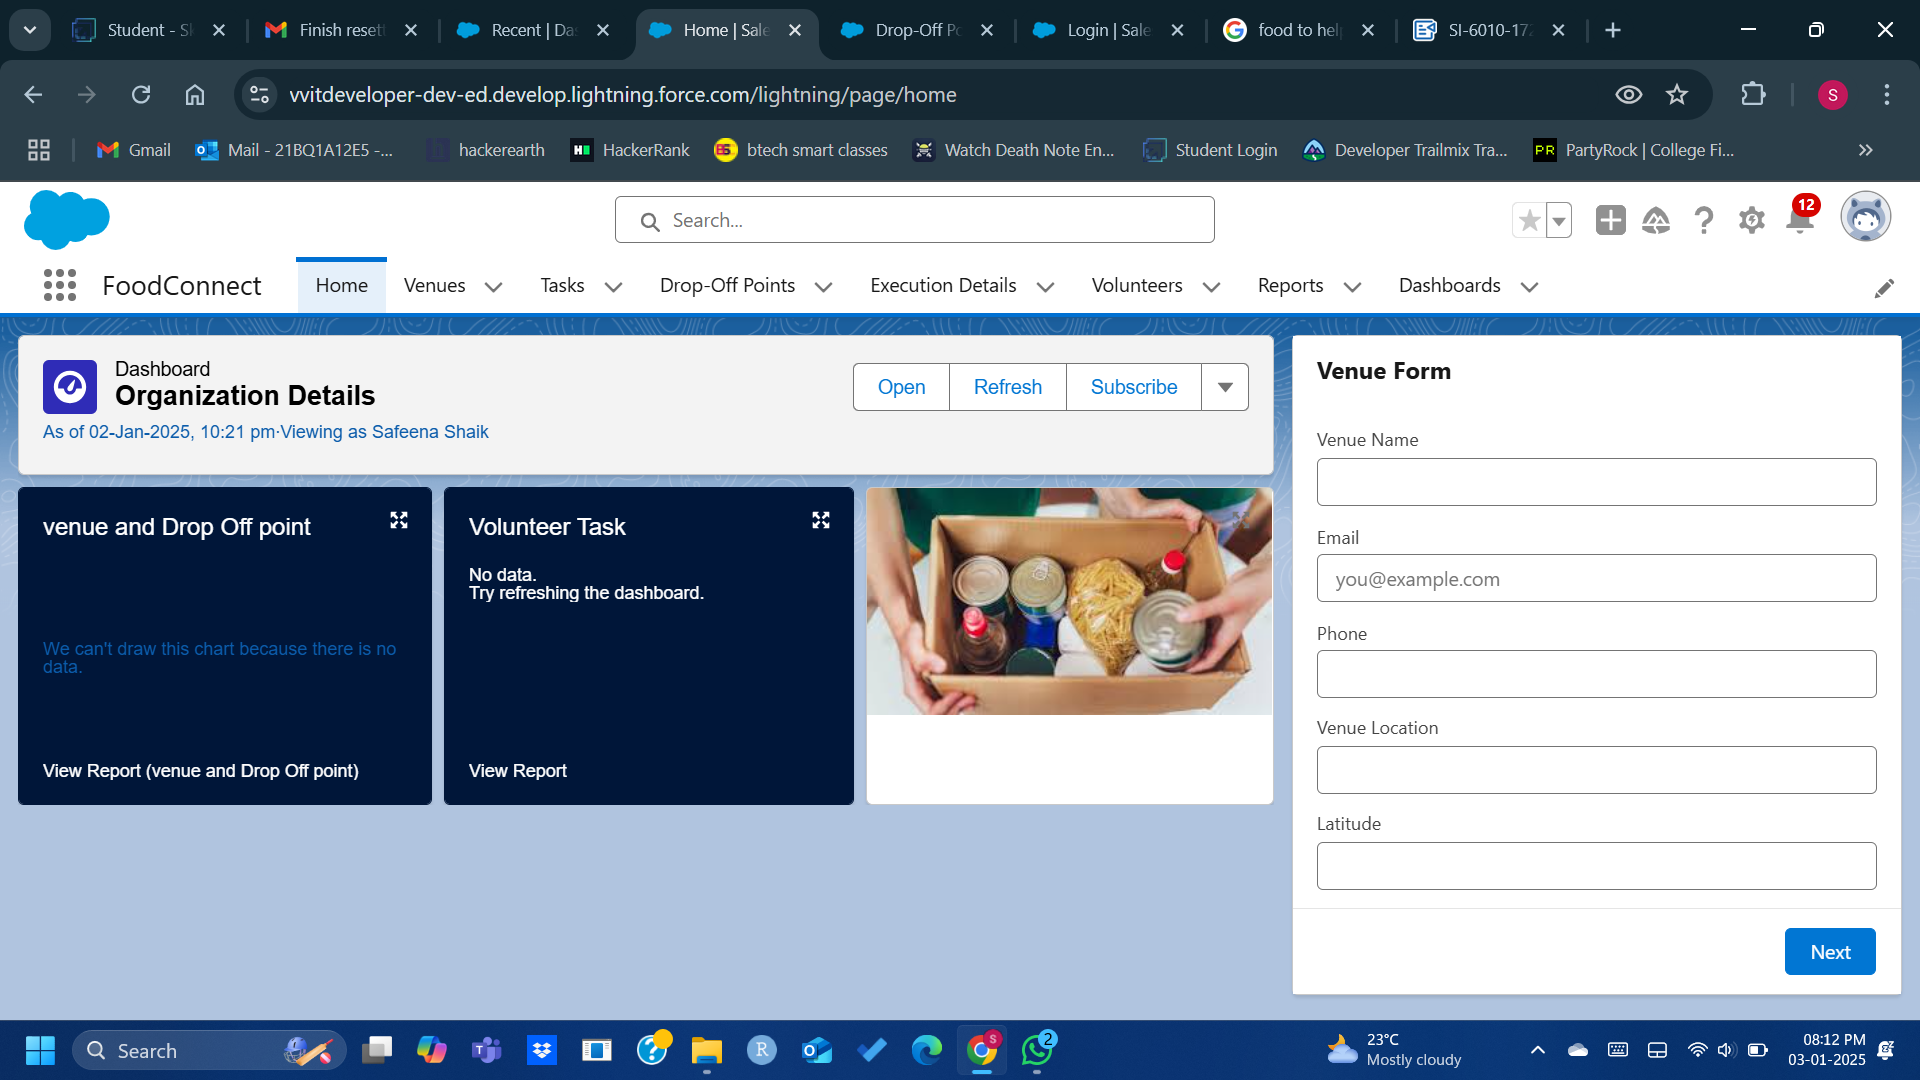 Student - S
Finish reset
Recent | Da
Home | Sale
Drop-Off Po
Login | Sale
food to help
SI-6010-172
vvitdeveloper-dev-ed.develop.lightning.force.com/lightning/page/home
S
Gmail
Mail - 21BQ1A12E5 -...
hackerearth
HackerRank
btech smart classes
Watch Death Note En...
Student Login
Developer Trailmix Tra...
PR
PartyRock | College Fi...
Search...
12
FoodConnect
Home
Venues
Tasks
Drop-Off Points
Execution Details
Volunteers
Reports
Dashboards
Dashboard
Organization Details
As of 02-Jan-2025, 10:21 pm·Viewing as Safeena Shaik
Open
Refresh
Subscribe
venue and Drop Off point
We can't draw this chart because there is no
data.
View Report (venue and Drop Off point)
Volunteer Task
No data.
Try refreshing the dashboard.
View Report
Venue Form
Venue Name
Email
you@example.com
Phone
Venue Location
Latitude
Next
Search
R
S
2
23°C
Mostly cloudy
08:12 PM
03-01-2025